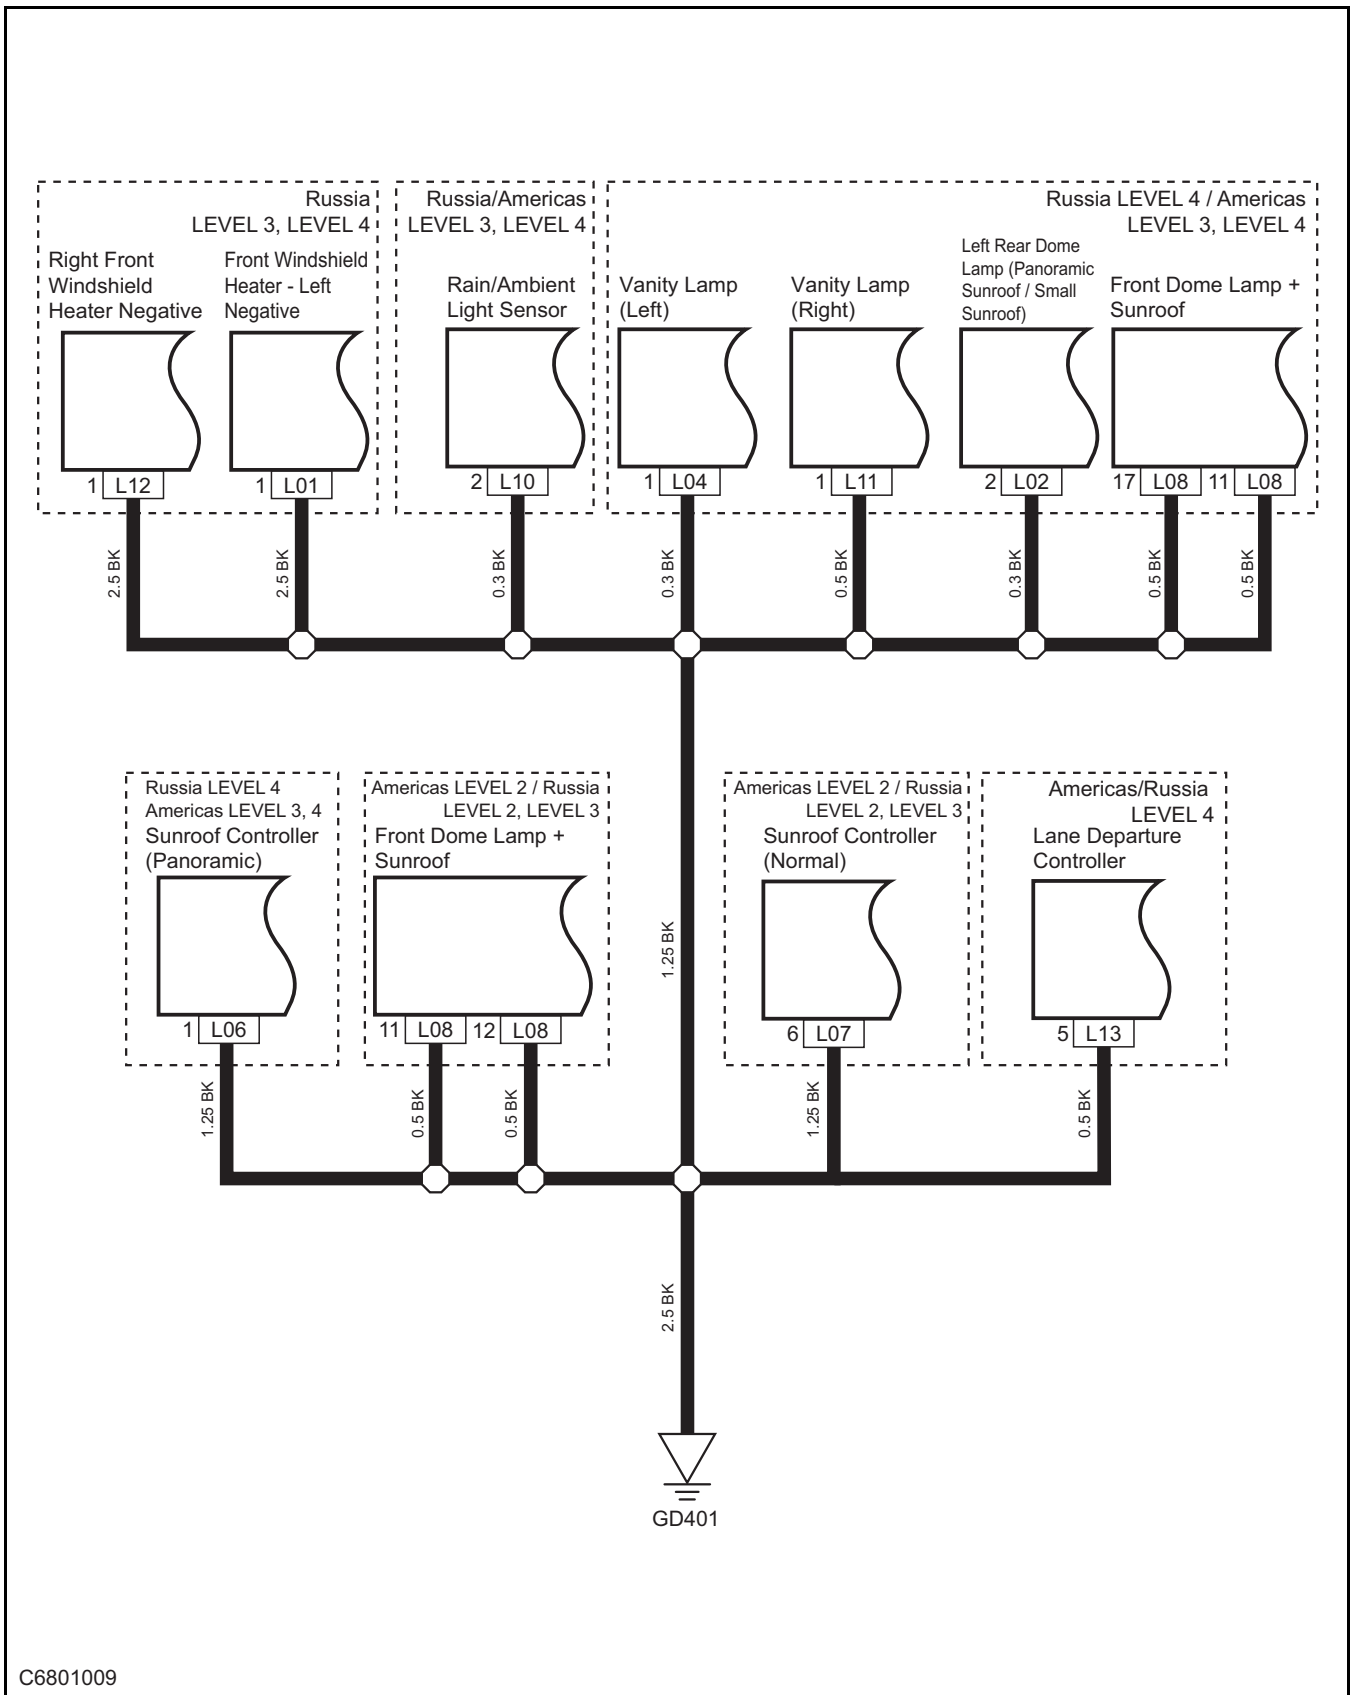 Russia
LEVEL 3, LEVEL 4
Right Front
Windshield
Heater Negative
Front Windshield
Heater - Left
Negative
1 L12
1 L01
Russia/Americas
LEVEL 3, LEVEL 4
Rain/Ambient
Light Sensor
2 L10
Russia LEVEL 4 / Americas
LEVEL 3, LEVEL 4
Vanity Lamp
(Left)
Vanity Lamp
(Right)
Left Rear Dome
Lamp (Panoramic
Sunroof / Small
Sunroof)
Front Dome Lamp +
Sunroof
1 L04
1 L11
2 L02
17 L08
11 L08
2.5 BK
2.5 BK
0.3 BK
0.3 BK
0.5 BK
0.3 BK
0.5 BK
0.5 BK
Russia LEVEL 4
Americas LEVEL 3, 4
Sunroof Controller
(Panoramic)
1 L06
Americas LEVEL 2 / Russia
LEVEL 2, LEVEL 3
Front Dome Lamp +
Sunroof
11 L08
12 L08
1.25 BK
Americas LEVEL 2 / Russia
LEVEL 2, LEVEL 3
Sunroof Controller
(Normal)
6 L07
Americas/Russia
LEVEL 4
Lane Departure
Controller
5 L13
1.25 BK
0.5 BK
0.5 BK
1.25 BK
0.5 BK
2.5 BK
GD401
C6801009